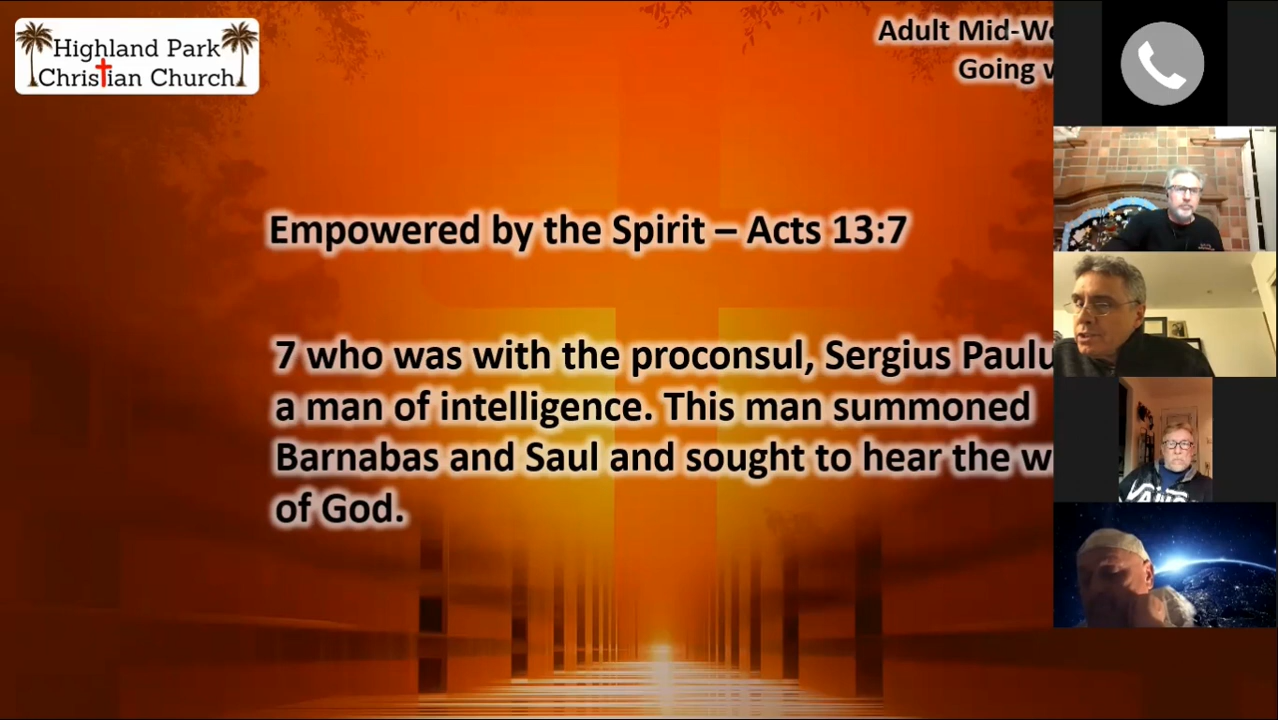 Highland Park
Christian Church
Adult Mid-We
Going
Empowered by the Spirit – Acts 13:7
7 who was with the proconsul, Sergius Paulu
a man of intelligence. This man summoned
Barnabas and Saul and sought to hear the w
of God.